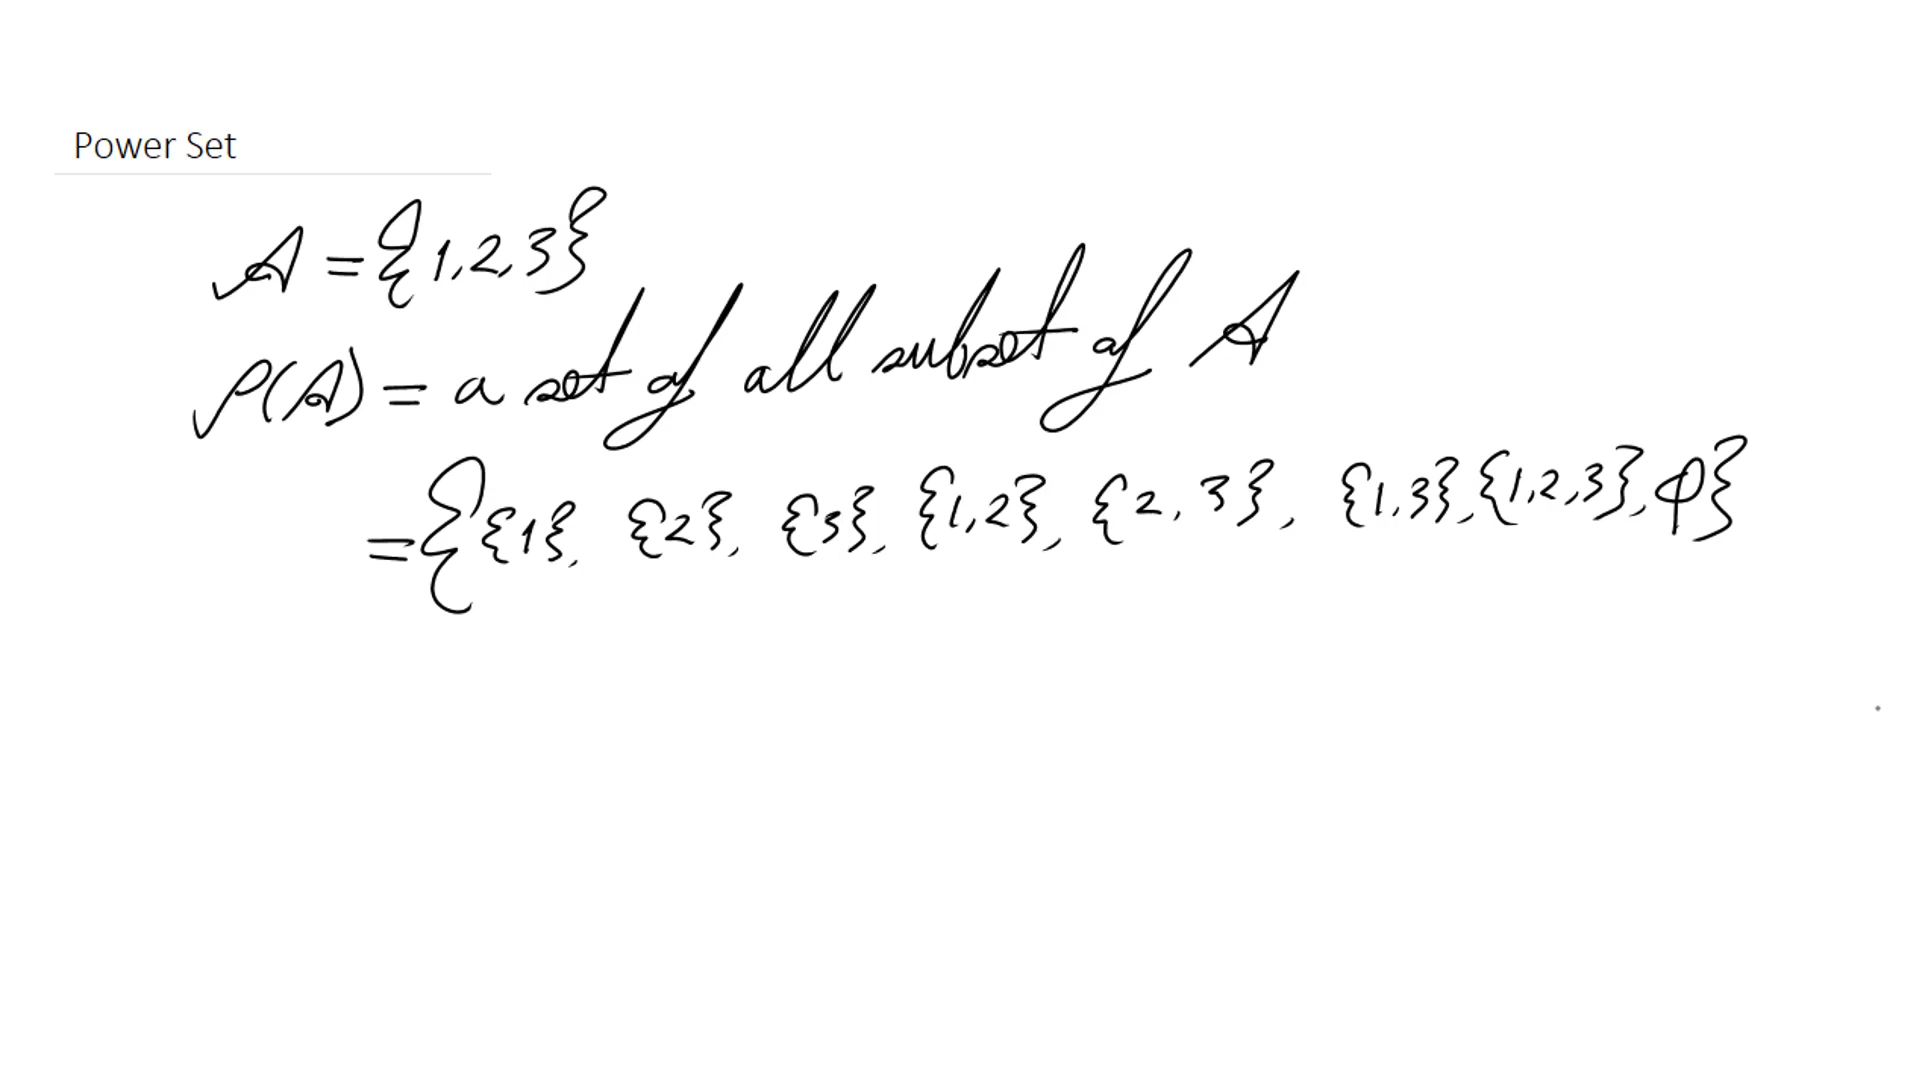 Power Set
A = {1,2,3}
P(A) = a set of all subset of A
= {{1}, {2}, {3}, {1,2}, {2,3}, {1,3}, {1,2,3}, ϕ}